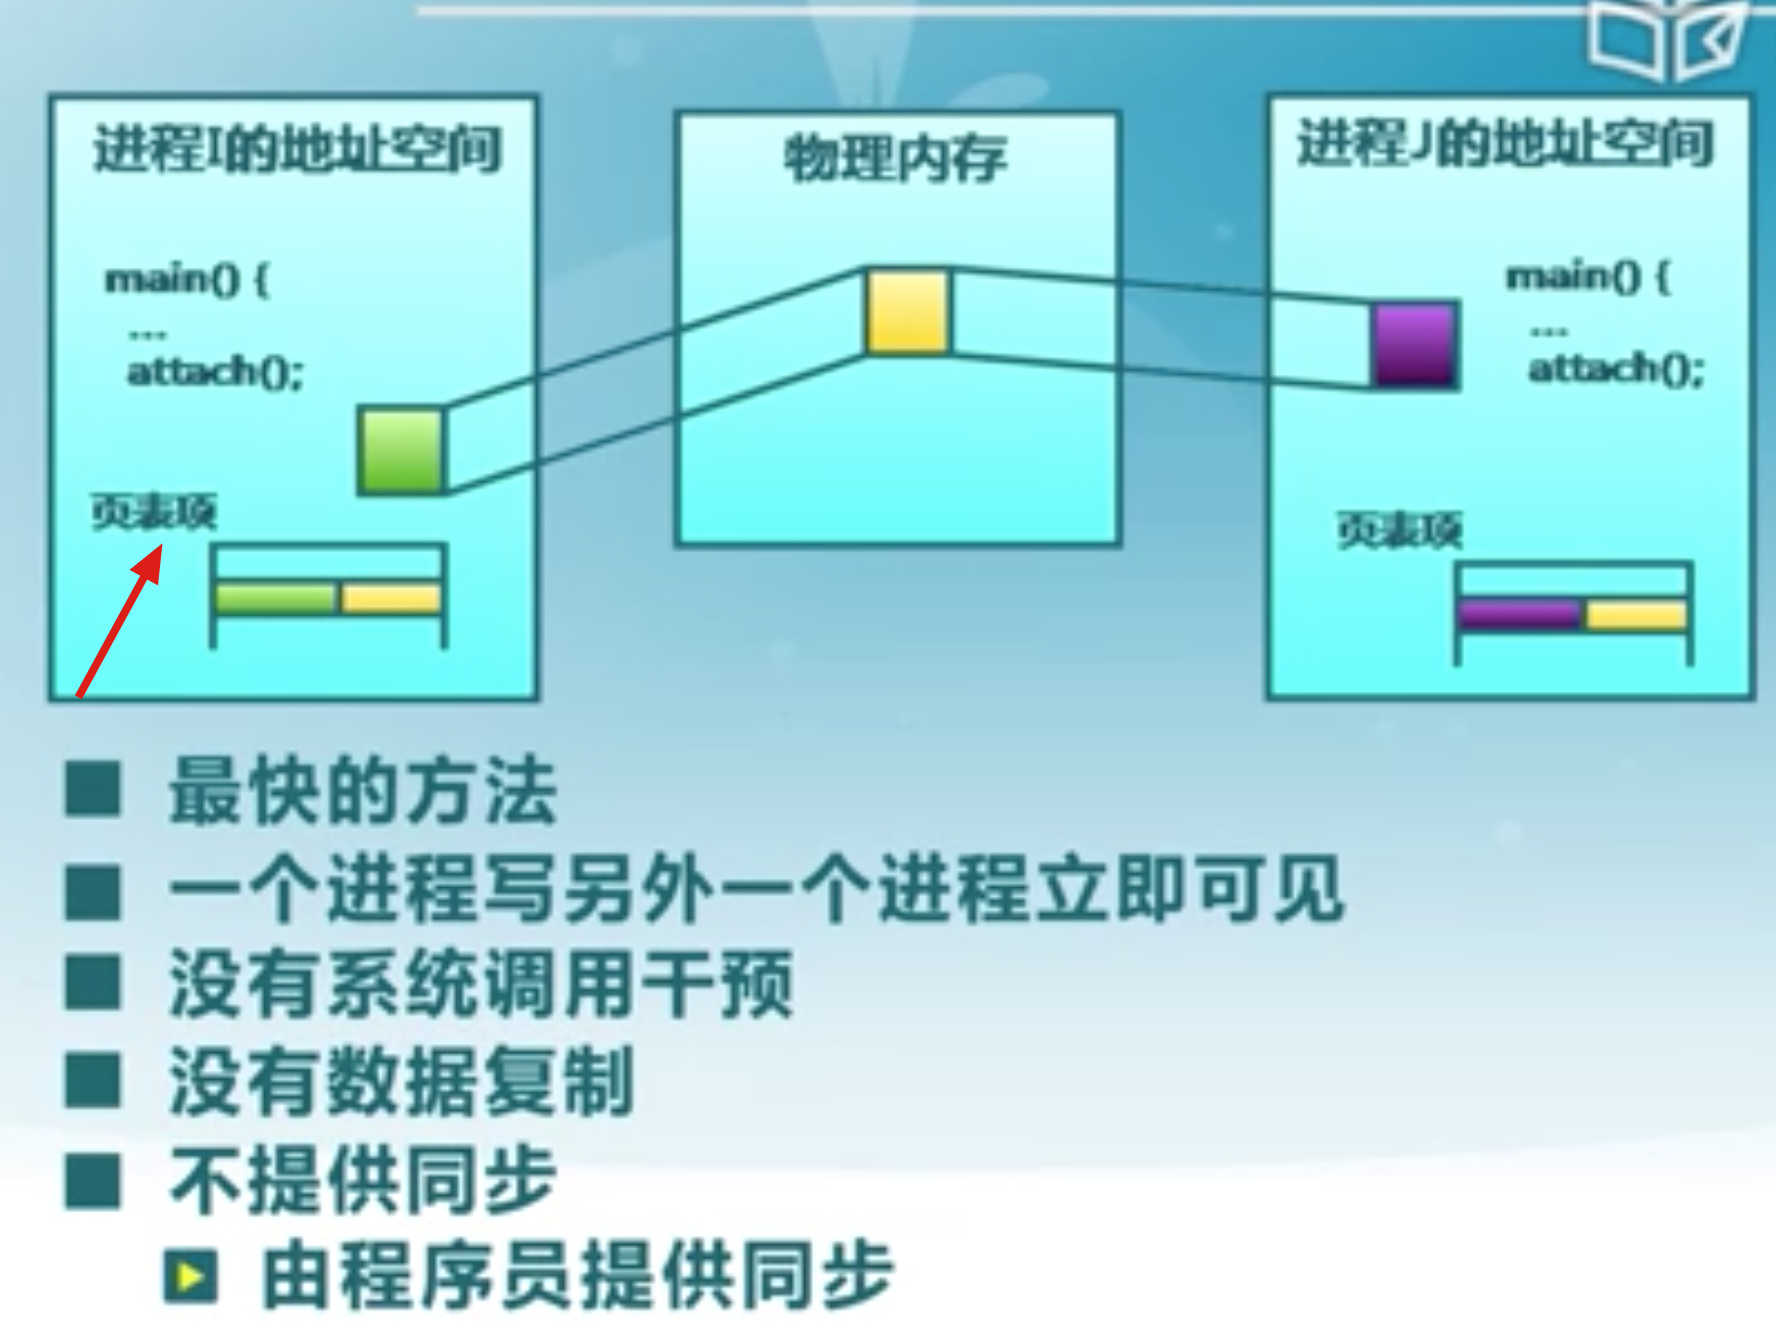 进程I的地址空间
main() {
...
attach();
页表项
物理内存
进程J的地址空间
main() {
...
attach();
页表项
最快的方法
一个进程写另外一个进程立即可见
没有系统调用干预
没有数据复制
不提供同步
由程序员提供同步